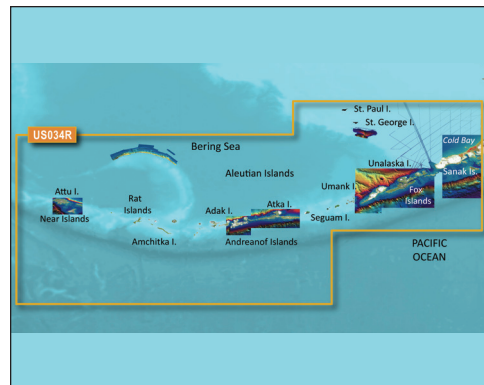 St. Paul I.
St. George I.
US034R
Bering Sea
Cold Bay
Unalaska I.
Aleutian Islands
Sanak Is.
Attu I.
Umank I.
Fox
Islands
Rat
Islands
Atka I.
Adak I.
Near Islands
Seguam I.
Amchitka I.
Andreanof Islands
PACIFIC
OCEAN